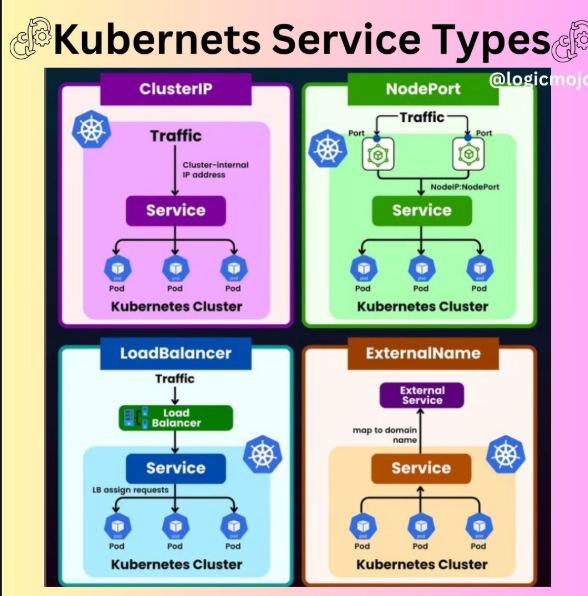 Kubernets Service Types
@logicmojo
ClusterIP
Traffic
Cluster-internal
IP address
Service
Pod Pod Pod
Kubernetes Cluster
NodePort
Traffic
Port Port
NodeIP:NodePort
Service
Pod Pod Pod
Kubernetes Cluster
LoadBalancer
Traffic
Load
Balancer
Service
LB assign requests
Pod Pod Pod
Kubernetes Cluster
ExternalName
External
Service
map to domain
name
Service
Pod Pod Pod
Kubernetes Cluster